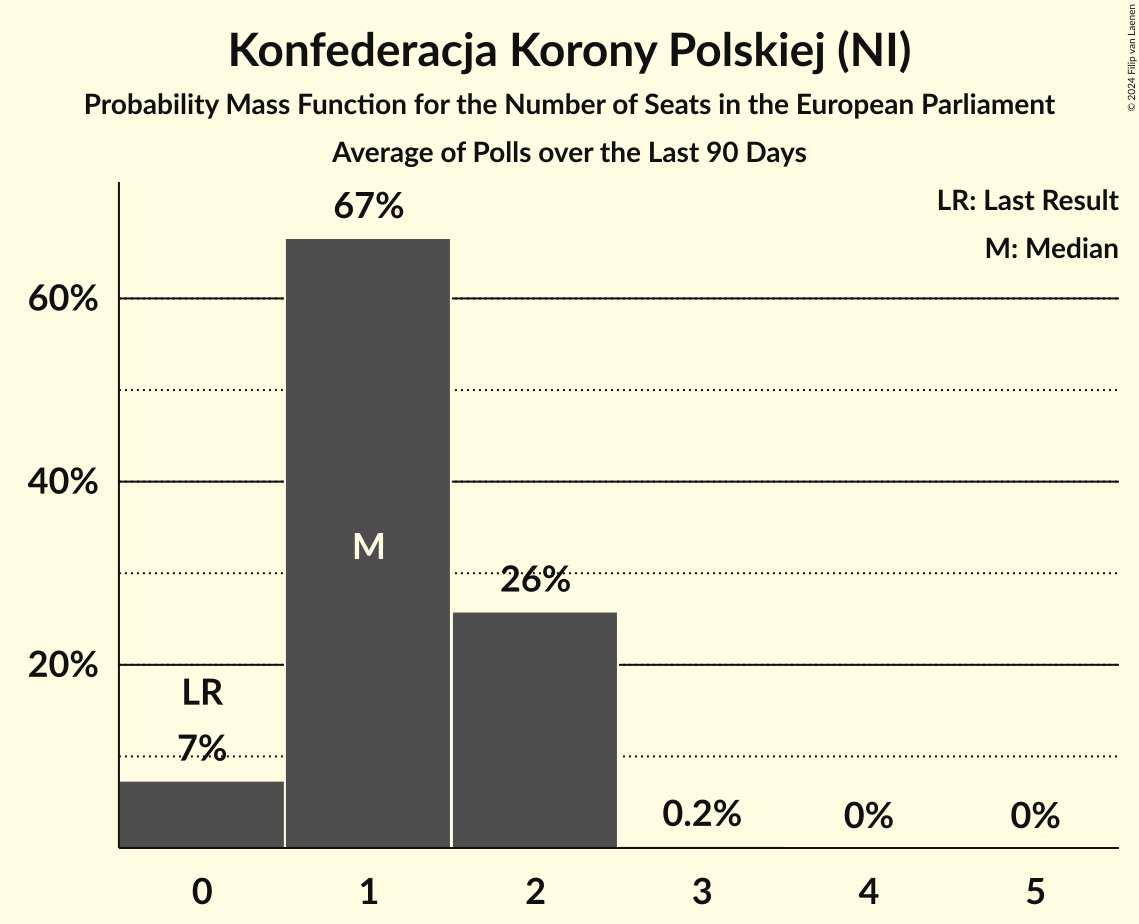 Konfederacja Korony Polskiej (NI)
Probability Mass Function for the Number of Seats in the European Parliament
Average of Polls over the Last 90 Days
© 2024 Filip van Laenen
LR: Last Result
M: Median
67%
60%
40%
M
26%
20%
LR
7%
0.2%
0%
0%
0
1
2
3
4
5